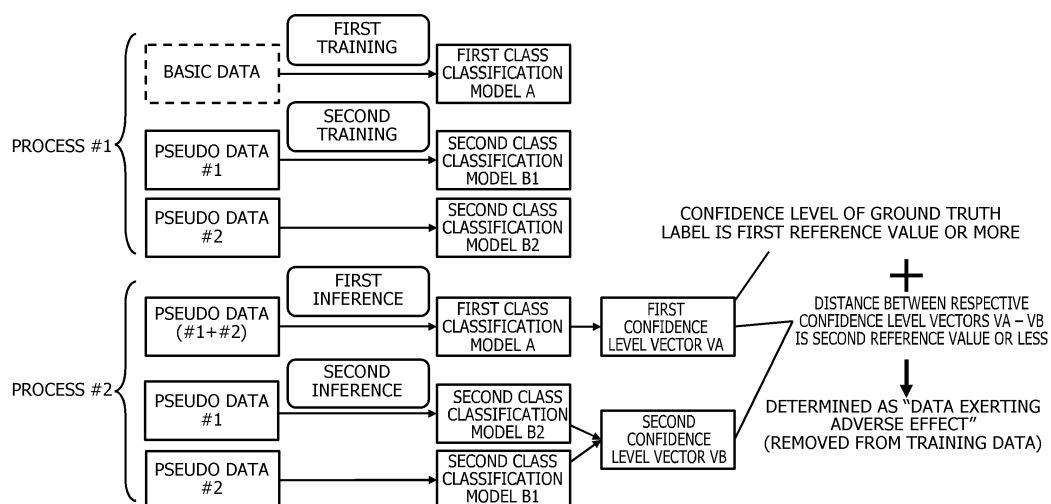 PROCESS #1
FIRST
TRAINING
BASIC DATA
FIRST CLASS
CLASSIFICATION
MODEL A
SECOND
TRAINING
PSEUDO DATA
#1
SECOND CLASS
CLASSIFICATION
MODEL B1
PSEUDO DATA
#2
SECOND CLASS
CLASSIFICATION
MODEL B2
PROCESS #2
FIRST
INFERENCE
PSEUDO DATA
(#1+#2)
FIRST CLASS
CLASSIFICATION
MODEL A
FIRST
CONFIDENCE
LEVEL VECTOR VA
SECOND
INFERENCE
PSEUDO DATA
#1
SECOND CLASS
CLASSIFICATION
MODEL B2
PSEUDO DATA
#2
SECOND CLASS
CLASSIFICATION
MODEL B1
SECOND
CONFIDENCE
LEVEL VECTOR VB
CONFIDENCE LEVEL OF GROUND TRUTH
LABEL IS FIRST REFERENCE VALUE OR MORE
+
DISTANCE BETWEEN RESPECTIVE
CONFIDENCE LEVEL VECTORS VA – VB
IS SECOND REFERENCE VALUE OR LESS
DETERMINED AS “DATA EXERTING
ADVERSE EFFECT”
(REMOVED FROM TRAINING DATA)